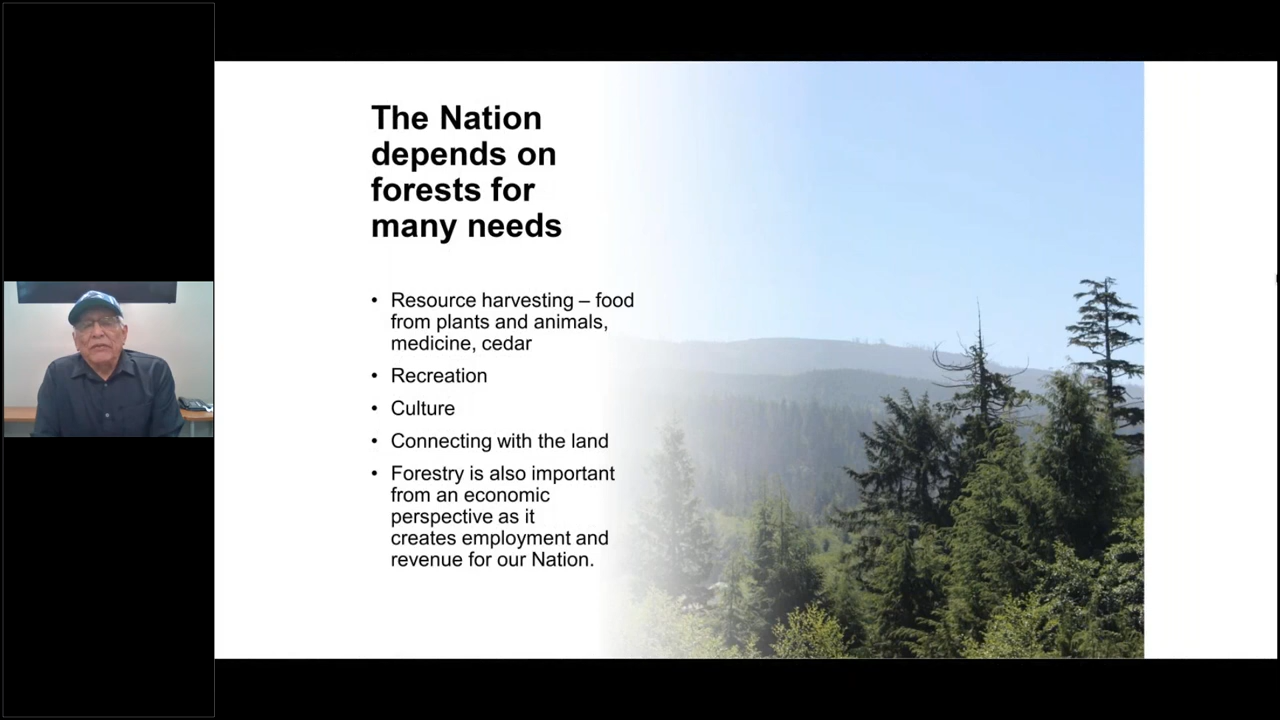 The Nation
depends on
forests for
many needs
• Resource harvesting – food
from plants and animals,
medicine, cedar
• Recreation
• Culture
• Connecting with the land
• Forestry is also important
from an economic
perspective as it
creates employment and
revenue for our Nation.